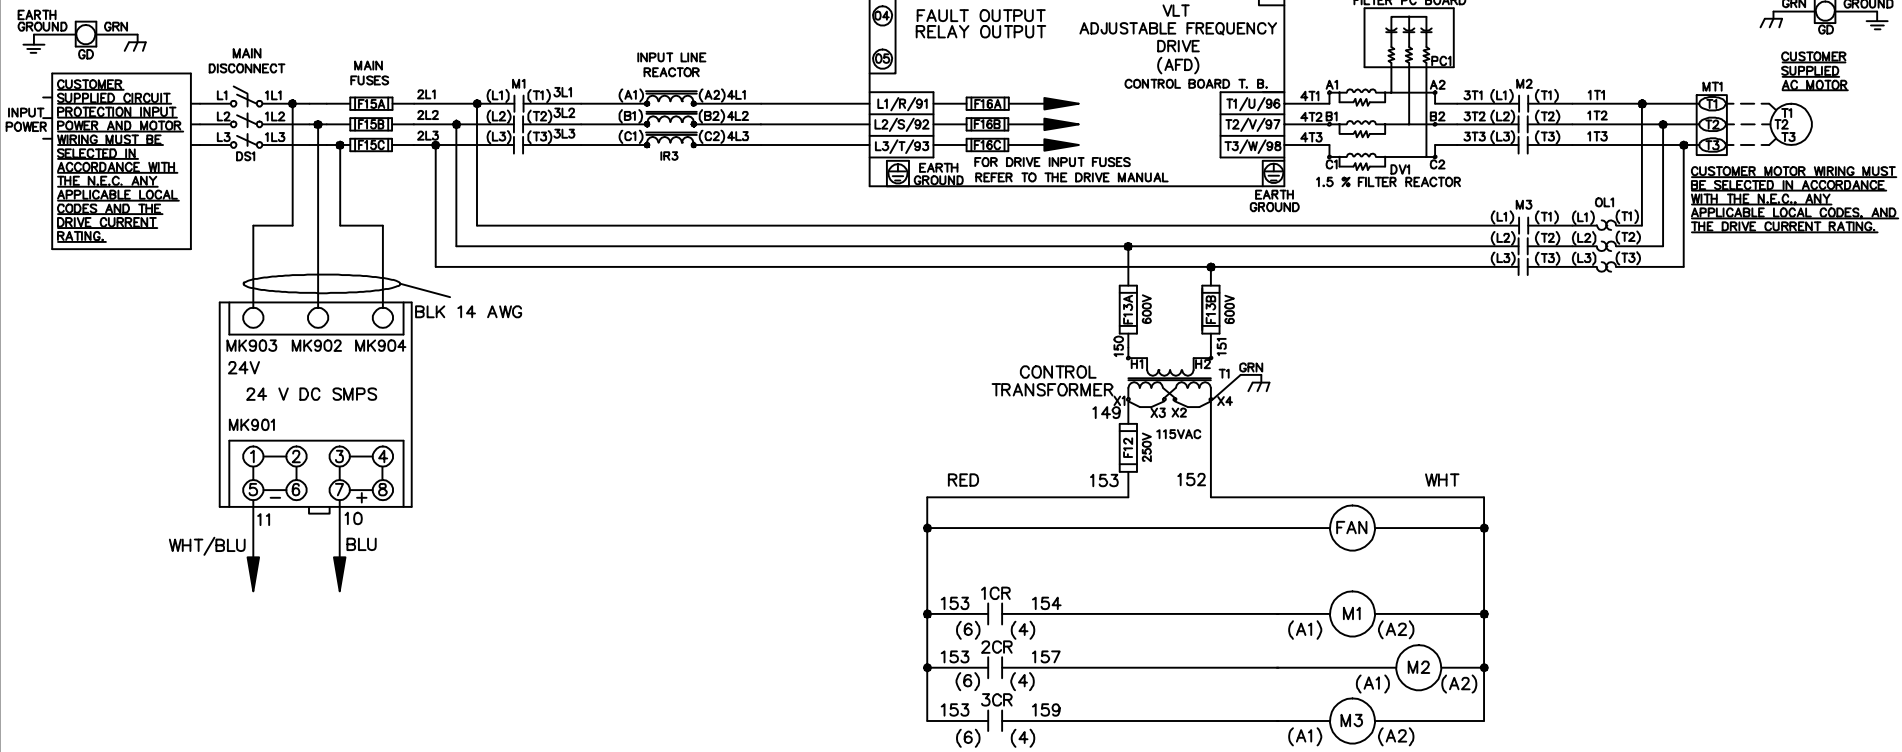 EARTH
GROUND
GRN
GD
INPUT
POWER
CUSTOMER
SUPPLIED CIRCUIT
PROTECTION INPUT
POWER AND MOTOR
WIRING MUST BE
SELECTED IN
ACCORDANCE WITH
THE N.E.C. ANY
APPLICABLE LOCAL
CODES AND THE
DRIVE CURRENT
RATING.
MAIN
DISCONNECT
L1 1L1
L2 1L2
L3 1L3
DS1
MAIN
FUSES
F15A
F15B
F15C
2L1
2L2
2L3
M1
(L1) (T1) 3L1
(L2) (T2) 3L2
(L3) (T3) 3L3
INPUT LINE
REACTOR
(A1) (A2) 4L1
(B1) (B2) 4L2
(C1) (C2) 4L3
IR3
04
05
FAULT OUTPUT
RELAY OUTPUT
VLT
ADJUSTABLE FREQUENCY
DRIVE
(AFD)
CONTROL BOARD T. B.
L1/R/91
L2/S/92
L3/T/93
F16A
F16B
F16C
FOR DRIVE INPUT FUSES
REFER TO THE DRIVE MANUAL
EARTH
GROUND
T1/U/96
T2/V/97
T3/W/98
EARTH
GROUND
FILTER PC BOARD
PC1
4T1 A1 A2
4T2 B1 B2
4T3 C1 C2
DV1
1.5 % FILTER REACTOR
M2
3T1 (L1) (T1) 1T1
3T2 (L2) (T2) 1T2
3T3 (L3) (T3) 1T3
GRN
GROUND
GD
CUSTOMER
SUPPLIED
AC MOTOR
MT1
T1
T2
T3
T1
T2
T3
CUSTOMER MOTOR WIRING MUST
BE SELECTED IN ACCORDANCE
WITH THE N.E.C., ANY
APPLICABLE LOCAL CODES, AND
THE DRIVE CURRENT RATING.
M3 OL1
(L1) (T1) (L1) (T1)
(L2) (T2) (L2) (T2)
(L3) (T3) (L3) (T3)
BLK 14 AWG
MK903 MK902 MK904
24V
24 V DC SMPS
MK901
1 2 3 4
5 - 6 7 + 8
11 10
WHT/BLU BLU
F13A
600V
F13B
600V
150
151
CONTROL
TRANSFORMER
H1 H2
T1
GRN
X1 X3 X2 X4
149
115VAC
F12
250V
153 152
RED WHT
FAN
153 1CR 154
(6) (4)
M1
(A1) (A2)
153 2CR 157
(6) (4)
M2
(A1) (A2)
153 3CR 159
(6) (4)
M3
(A1) (A2)